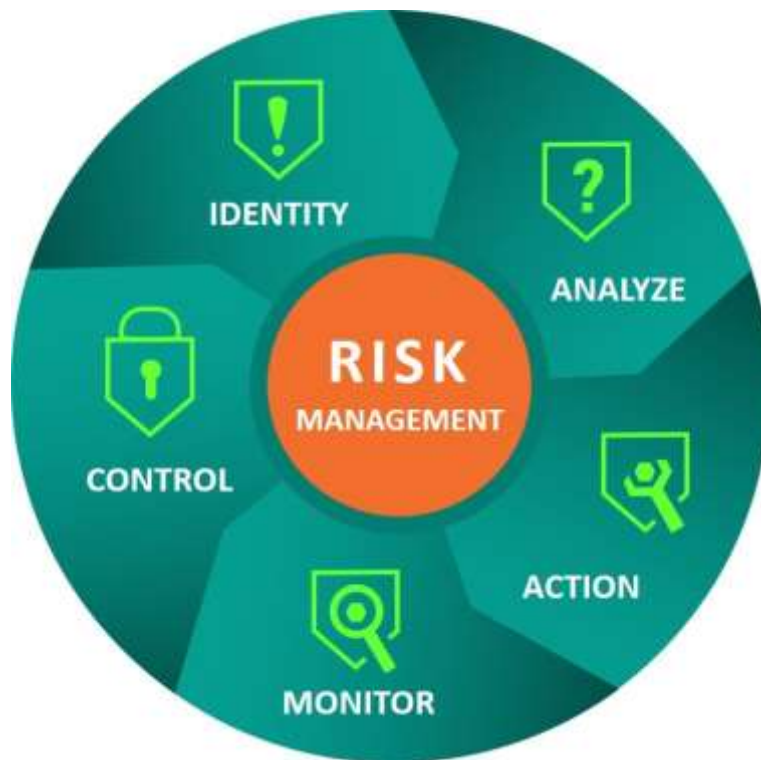 IDENTITY
ANALYZE
RISK
MANAGEMENT
CONTROL
ACTION
MONITOR